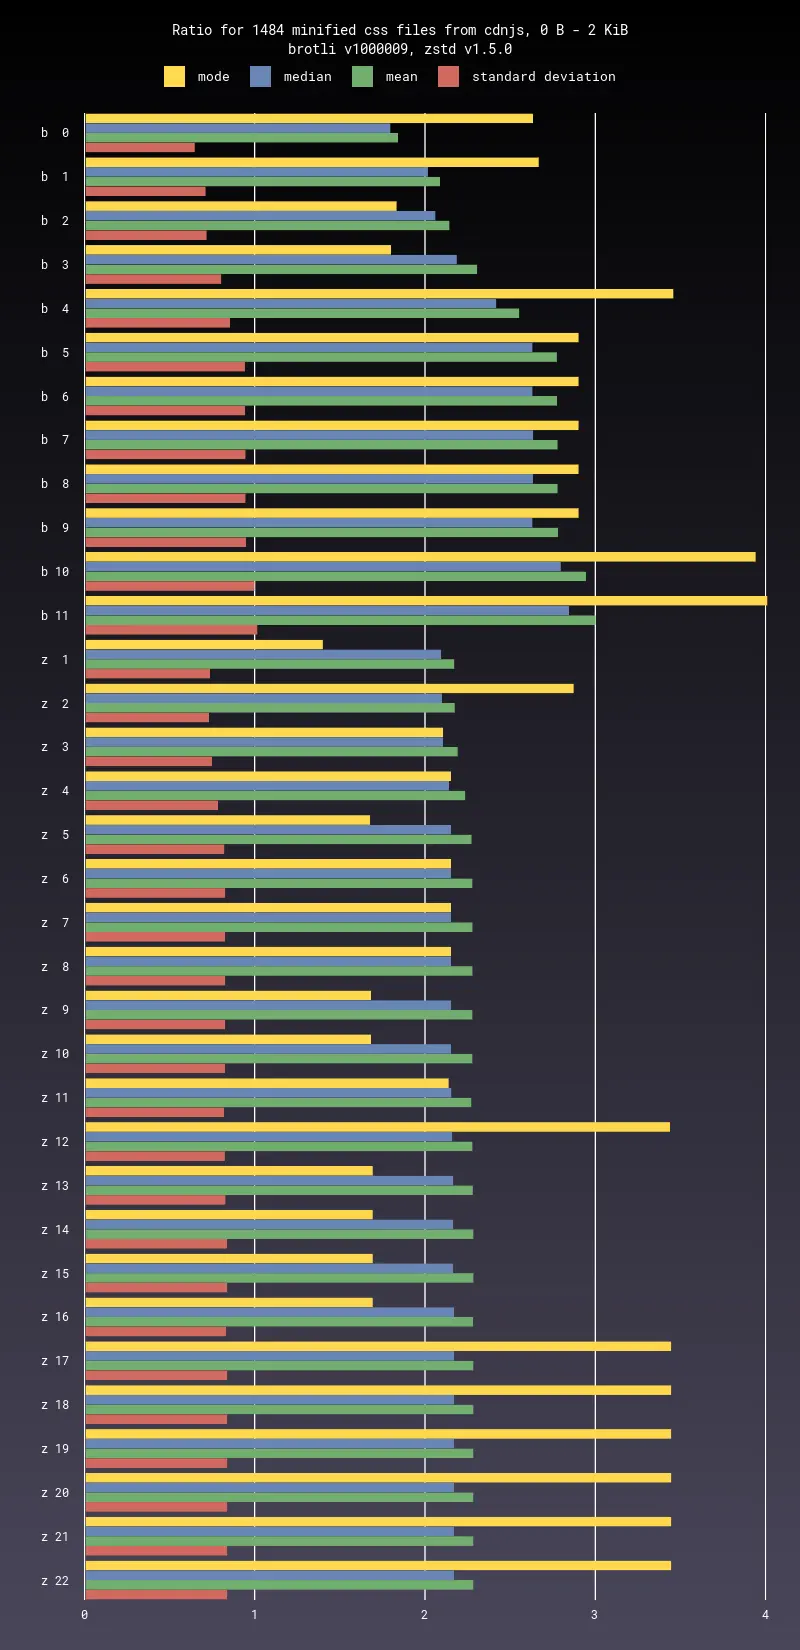 Ratio for 1484 minified css files from cdnjs, 0 B - 2 KiB
brotli v1000009, zstd v1.5.0
mode median mean standard deviation
b 0
b 1
b 2
b 3
b 4
b 5
b 6
b 7
b 8
b 9
b 10
b 11
z 1
z 2
z 3
z 4
z 5
z 6
z 7
z 8
z 9
z 10
z 11
z 12
z 13
z 14
z 15
z 16
z 17
z 18
z 19
z 20
z 21
z 22
0 1 2 3 4